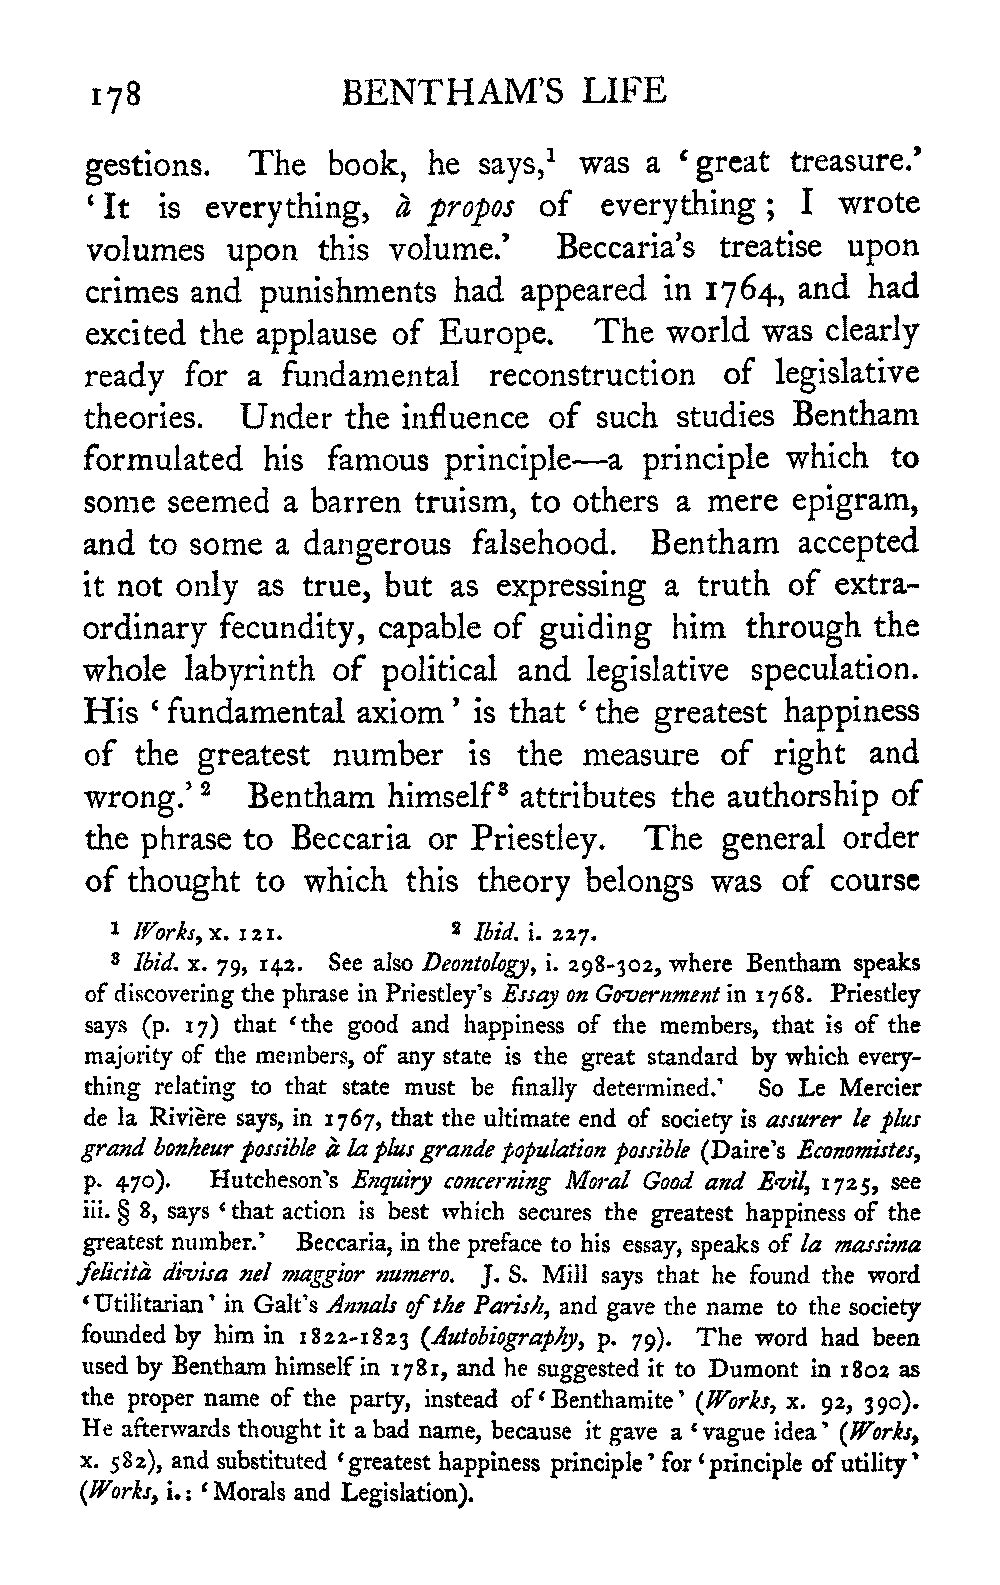 178 BENTHAM'S LIFE
gestions. The book, he says,¹ was a ‘great treasure.’
‘It is everything, à propos of everything; I wrote
volumes upon this volume.’ Beccaria's treatise upon
crimes and punishments had appeared in 1764, and had
excited the applause of Europe. The world was clearly
ready for a fundamental reconstruction of legislative
theories. Under the influence of such studies Bentham
formulated his famous principle—a principle which to
some seemed a barren truism, to others a mere epigram,
and to some a dangerous falsehood. Bentham accepted
it not only as true, but as expressing a truth of extra-
ordinary fecundity, capable of guiding him through the
whole labyrinth of political and legislative speculation.
His ‘fundamental axiom’ is that ‘the greatest happiness
of the greatest number is the measure of right and
wrong.’² Bentham himself³ attributes the authorship of
the phrase to Beccaria or Priestley. The general order
of thought to which this theory belongs was of course
¹ Works, x. 121. ² Ibid. i. 227.
³ Ibid. x. 79, 142. See also Deontology, i. 298-302, where Bentham speaks
of discovering the phrase in Priestley's Essay on Government in 1768. Priestley
says (p. 17) that ‘the good and happiness of the members, that is of the
majority of the members, of any state is the great standard by which every-
thing relating to that state must be finally determined.’ So Le Mercier
de la Rivière says, in 1767, that the ultimate end of society is assurer le plus
grand bonheur possible à la plus grande population possible (Daire's Economistes,
p. 470). Hutcheson's Enquiry concerning Moral Good and Evil, 1725, see
iii. § 8, says ‘that action is best which secures the greatest happiness of the
greatest number.’ Beccaria, in the preface to his essay, speaks of la massima
felicità divisa nel maggior numero. J. S. Mill says that he found the word
‘Utilitarian’ in Galt's Annals of the Parish, and gave the name to the society
founded by him in 1822-1823 (Autobiography, p. 79). The word had been
used by Bentham himself in 1781, and he suggested it to Dumont in 1802 as
the proper name of the party, instead of ‘Benthamite’ (Works, x. 92, 390).
He afterwards thought it a bad name, because it gave a ‘vague idea’ (Works,
x. 582), and substituted ‘greatest happiness principle’ for ‘principle of utility’
(Works, i.: ‘Morals and Legislation).